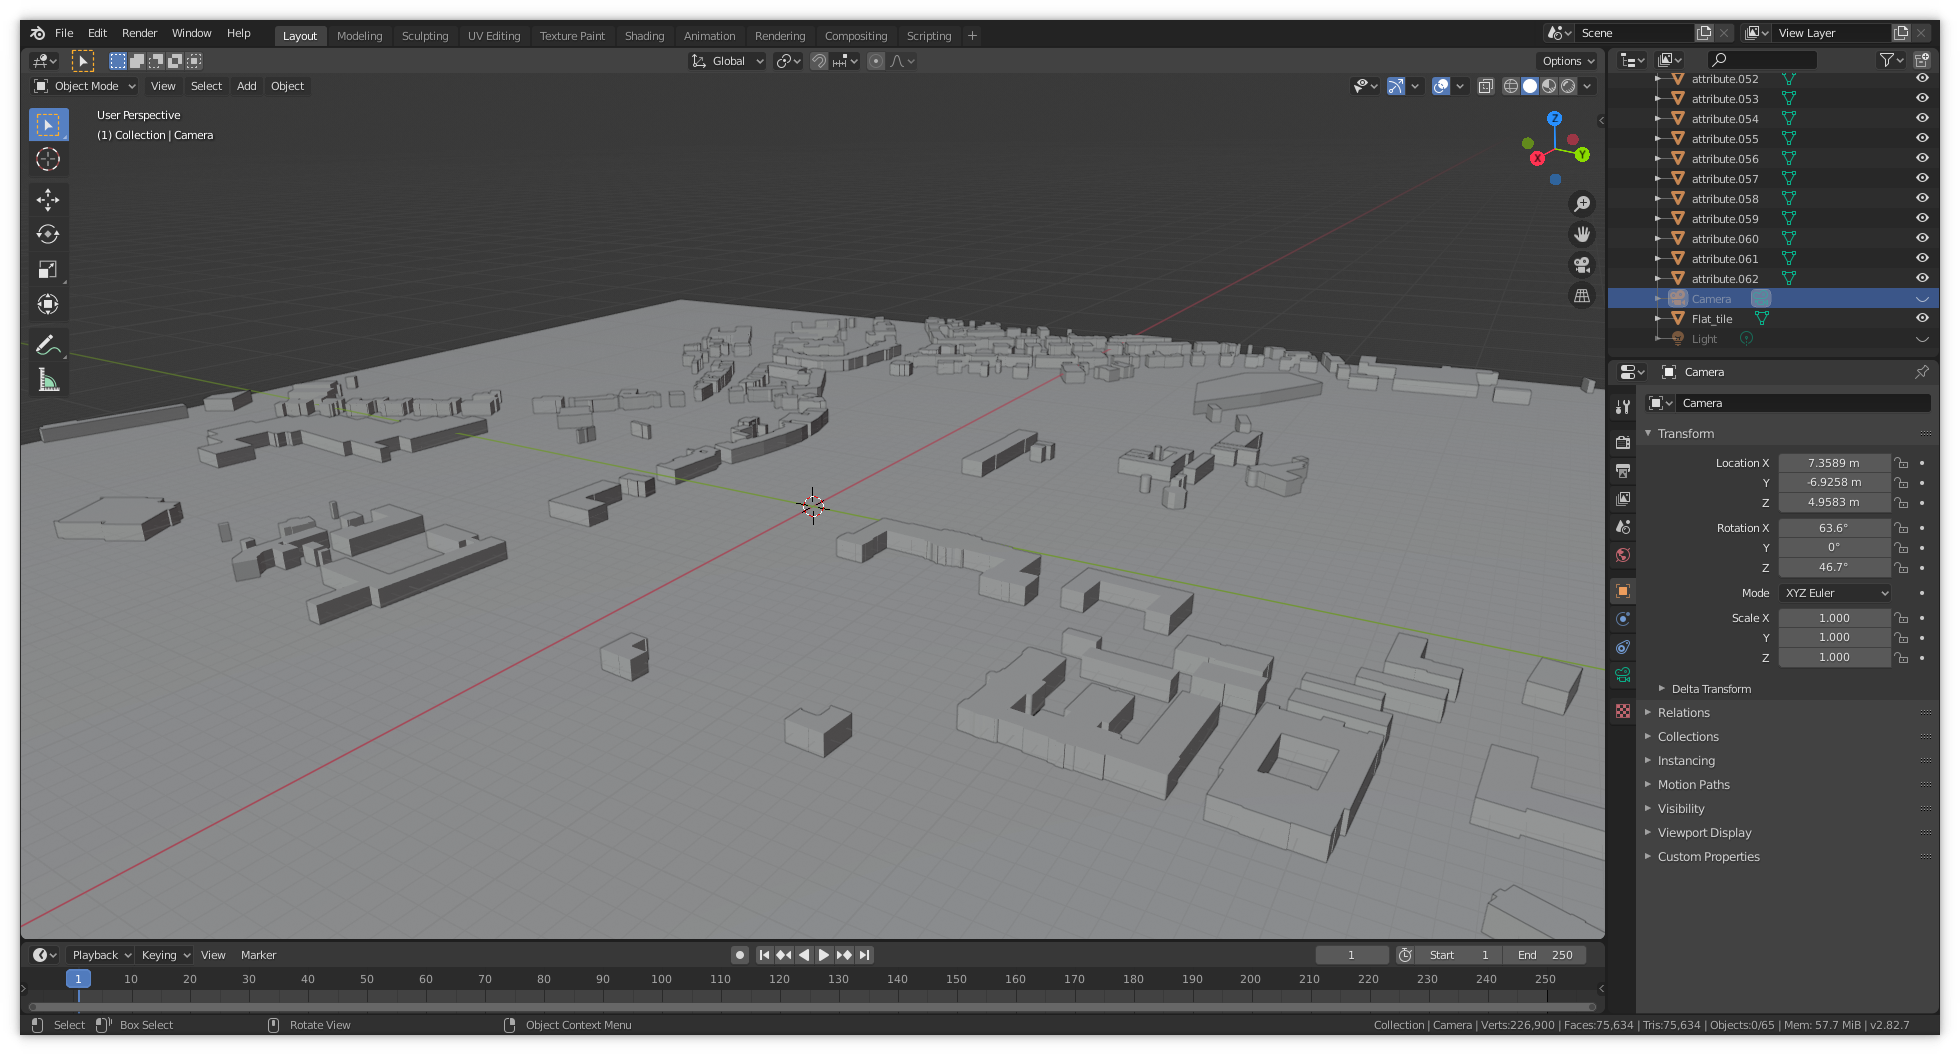 File Edit Render Window Help Layout Modeling Sculpting UV Editing Texture Paint Shading Animation Rendering Compositing Scripting + Scene View Layer
Global Options
Object Mode View Select Add Object
User Perspective
(1) Collection | Camera
Z
X
Y
attribute.052
attribute.053
attribute.054
attribute.055
attribute.056
attribute.057
attribute.058
attribute.059
attribute.060
attribute.061
attribute.062
Camera
Flat_tile
Light
Camera
Camera
Transform
Location X 7.3589 m
Y -6.9258 m
Z 4.9583 m
Rotation X 63.6°
Y 0°
Z 46.7°
Mode XYZ Euler
Scale X 1.000
Y 1.000
Z 1.000
Delta Transform
Relations
Collections
Instancing
Motion Paths
Visibility
Viewport Display
Custom Properties
Playback Keying View Marker 1 Start 1 End 250
1 10 20 30 40 50 60 70 80 90 100 110 120 130 140 150 160 170 180 190 200 210 220 230 240 250
Select Box Select Rotate View Object Context Menu Collection | Camera | Verts:226,900 | Faces:75,634 | Tris:75,634 | Objects:0/65 | Mem: 57.7 MiB | v2.82.7